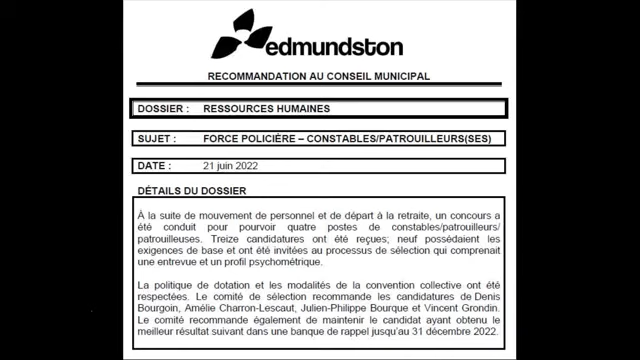 edmundston
RECOMMANDATION AU CONSEIL MUNICIPAL
DOSSIER : RESSOURCES HUMAINES
SUJET : FORCE POLICIÈRE – CONSTABLES/PATROUILLEURS(SES)
DATE : 21 juin 2022
DÉTAILS DU DOSSIER
À la suite de mouvement de personnel et de départ à la retraite, un concours a
été conduit pour pourvoir quatre postes de constables/patrouilleurs/
patrouilleuses. Treize candidatures ont été reçues; neuf possédaient les
exigences de base et ont été invitées au processus de sélection qui comprenait
une entrevue et un profil psychométrique.
La politique de dotation et les modalités de la convention collective ont été
respectées. Le comité de sélection recommande les candidatures de Denis
Bourgoin, Amélie Charron-Lescaut, Julien-Philippe Bourque et Vincent Grondin.
Le comité recommande également de maintenir le candidat ayant obtenu le
meilleur résultat suivant dans une banque de rappel jusqu'au 31 décembre 2022.